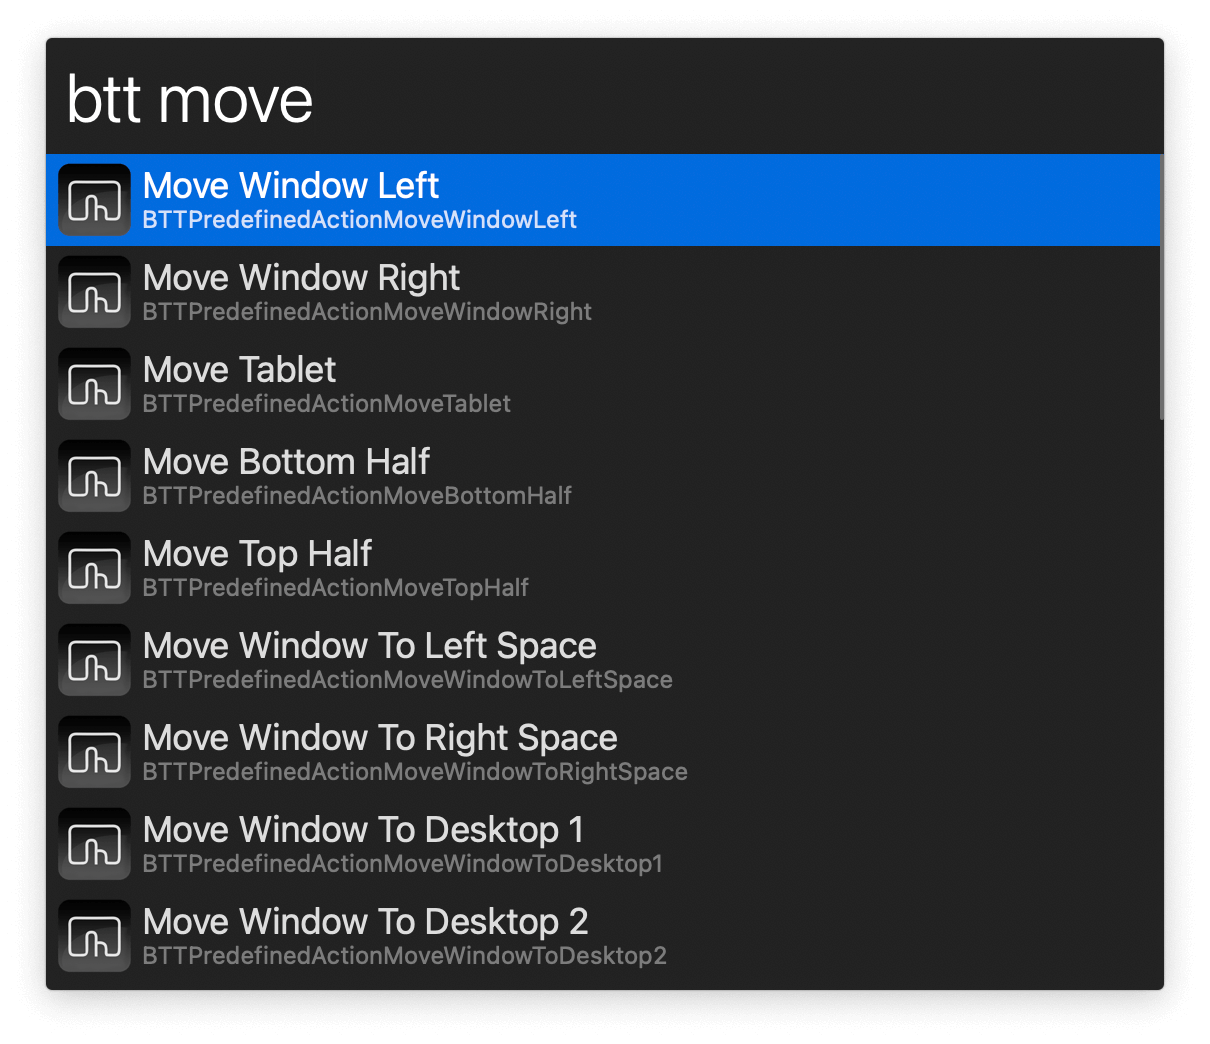 btt move
Move Window Left
BTTPredefinedActionMoveWindowLeft
Move Window Right
BTTPredefinedActionMoveWindowRight
Move Tablet
BTTPredefinedActionMoveTablet
Move Bottom Half
BTTPredefinedActionMoveBottomHalf
Move Top Half
BTTPredefinedActionMoveTopHalf
Move Window To Left Space
BTTPredefinedActionMoveWindowToLeftSpace
Move Window To Right Space
BTTPredefinedActionMoveWindowToRightSpace
Move Window To Desktop 1
BTTPredefinedActionMoveWindowToDesktop1
Move Window To Desktop 2
BTTPredefinedActionMoveWindowToDesktop2